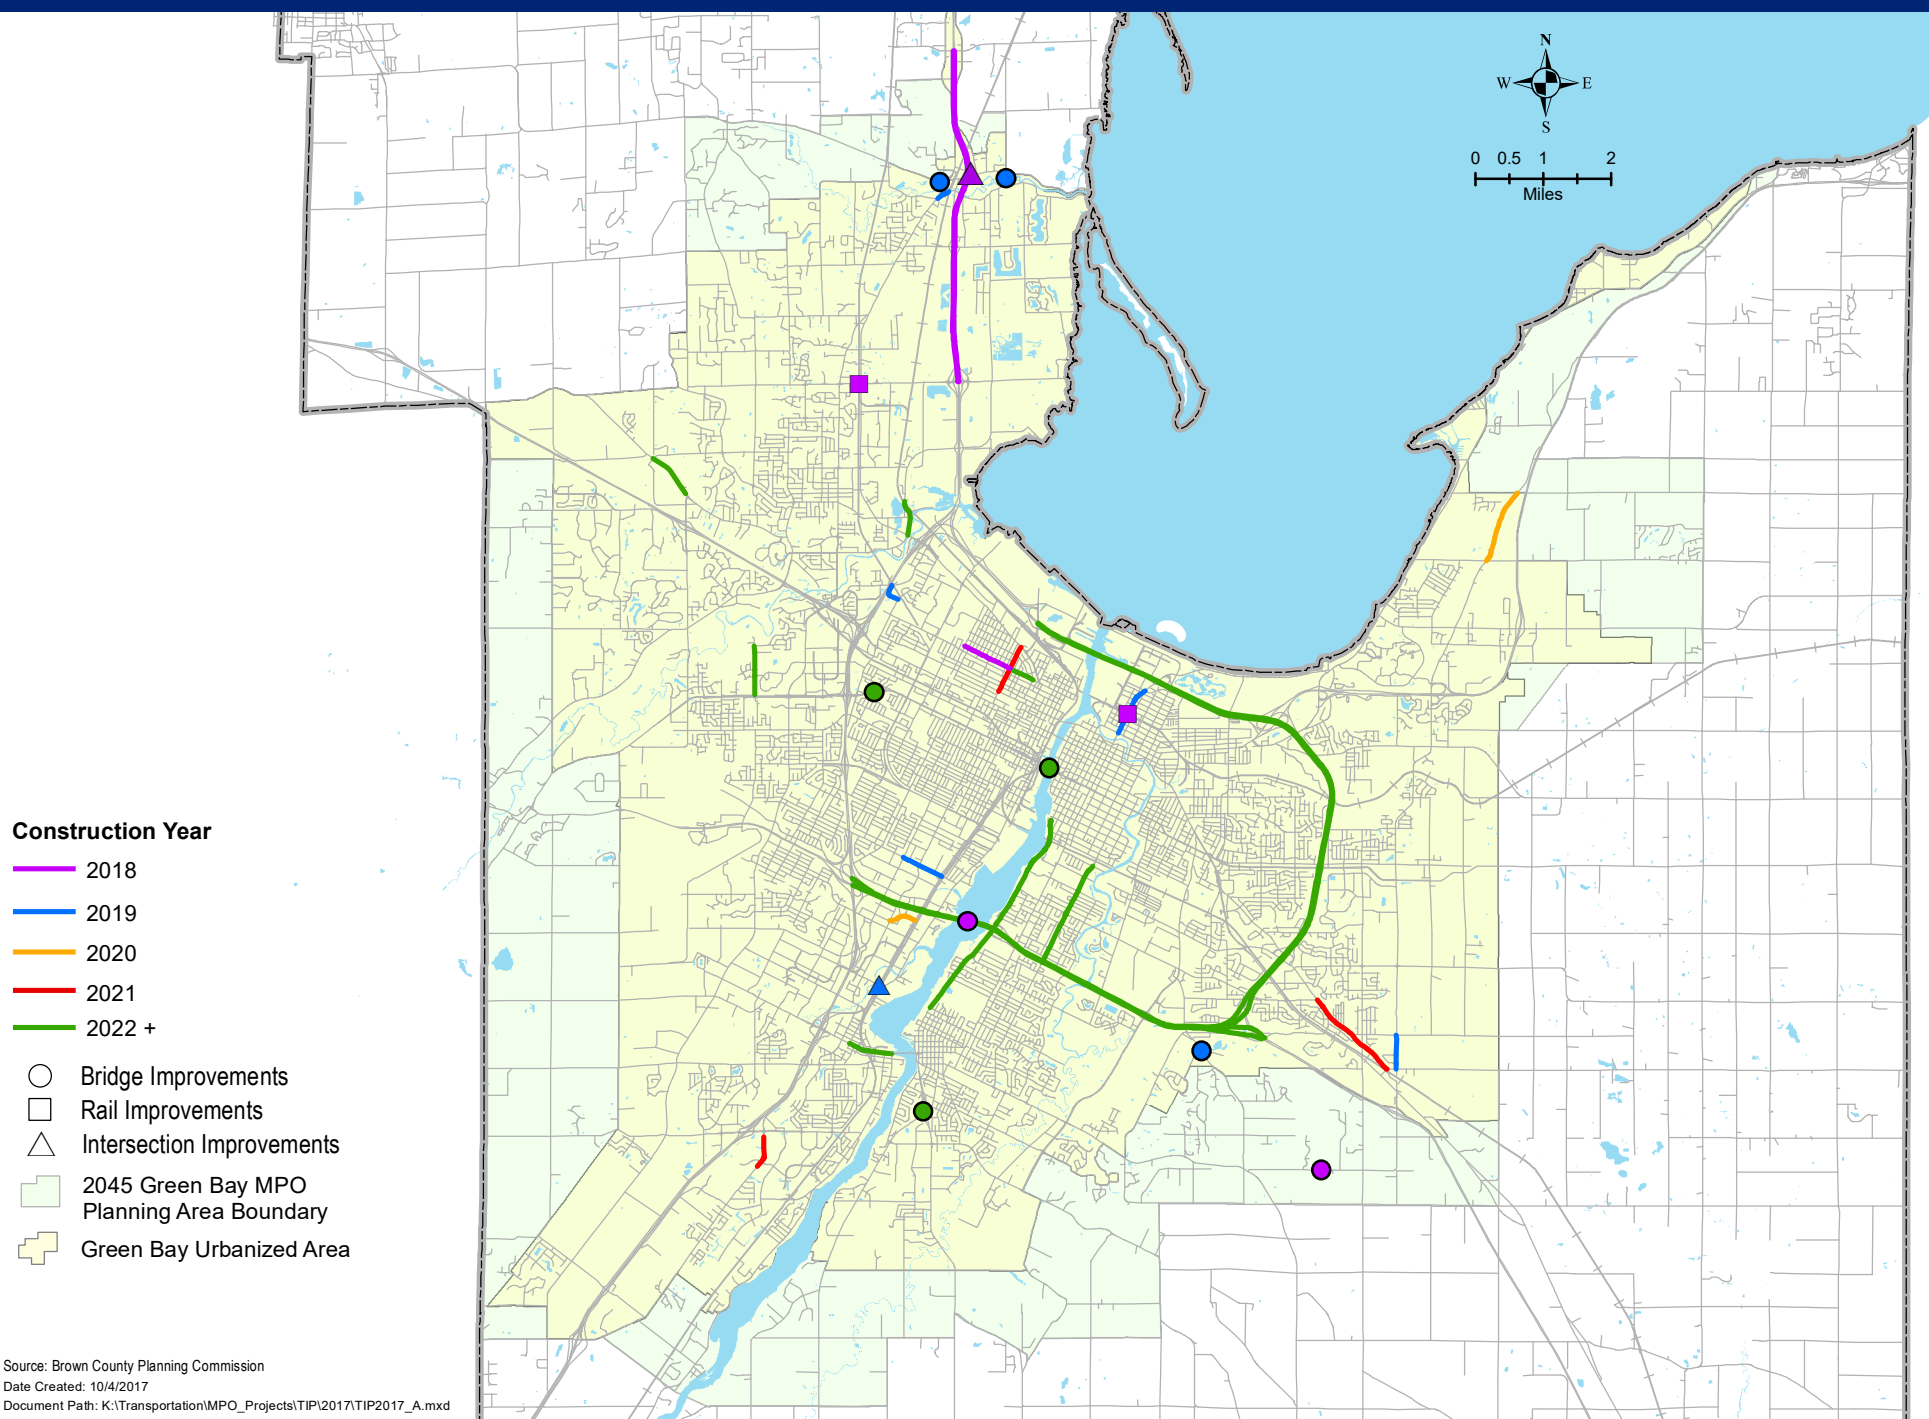 N
W E
S
0 0.5 1 2
Miles
Construction Year
2018
2019
2020
2021
2022 +
Bridge Improvements
Rail Improvements
Intersection Improvements
2045 Green Bay MPO
Planning Area Boundary
Green Bay Urbanized Area
Source: Brown County Planning Commission
Date Created: 10/4/2017
Document Path: K:\Transportation\MPO_Projects\TIP\2017\TIP2017_A.mxd